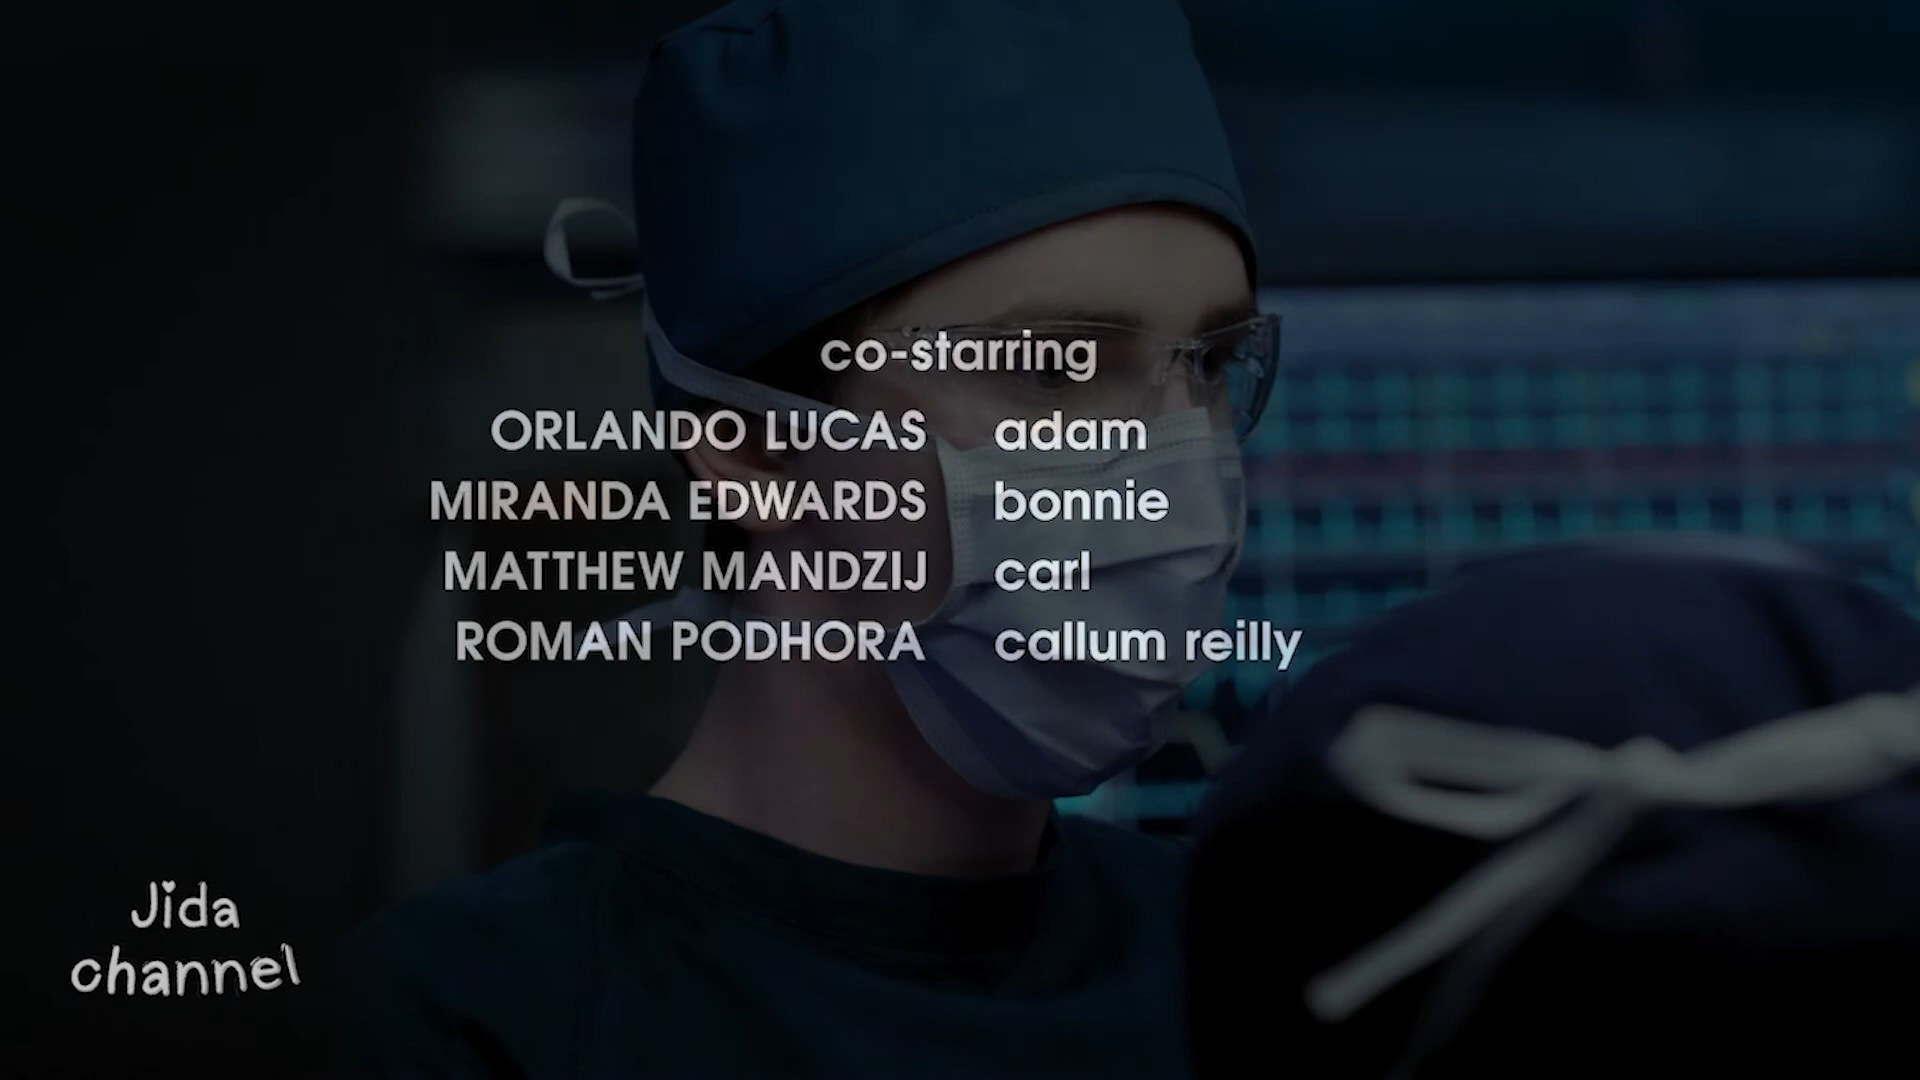 co-starring
ORLANDO LUCAS adam
MIRANDA EDWARDS bonnie
MATTHEW MANDZIJ carl
ROMAN PODHORA callum reilly
Jida
channel